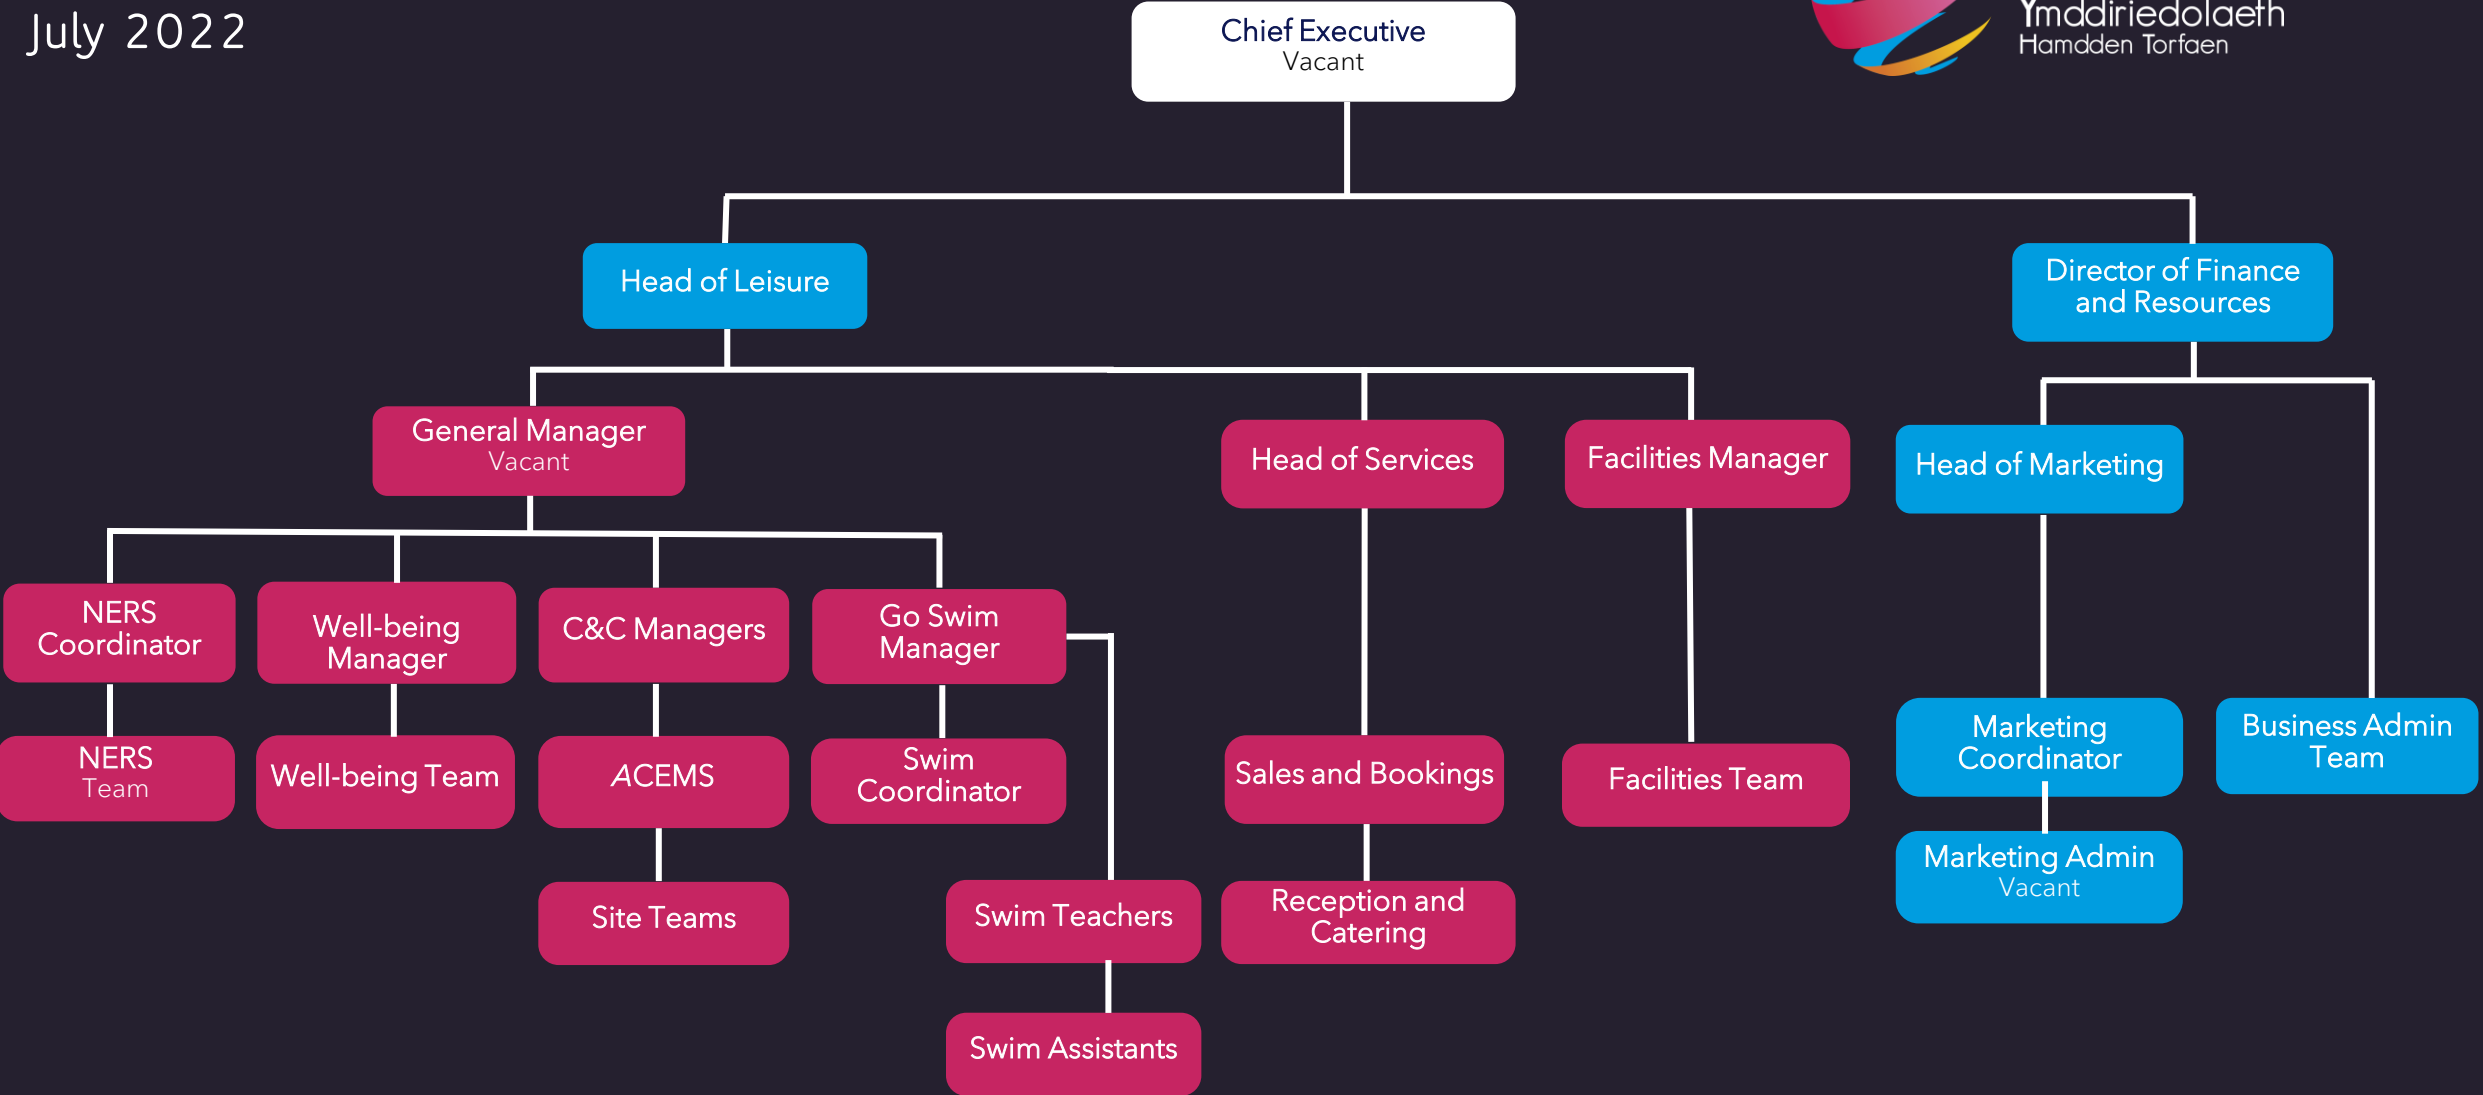 July 2022
Chief Executive
Vacant
Ymddiriedolaeth
Hamdden Torfaen
Head of Leisure
Director of Finance
and Resources
General Manager
Vacant
Head of Services
Facilities Manager
Head of Marketing
NERS
Coordinator
Well-being
Manager
C&C Managers
Go Swim
Manager
NERS
Team
Well-being Team
ACEMS
Swim
Coordinator
Sales and Bookings
Facilities Team
Marketing
Coordinator
Business Admin
Team
Site Teams
Swim Teachers
Reception and
Catering
Marketing Admin
Vacant
Swim Assistants